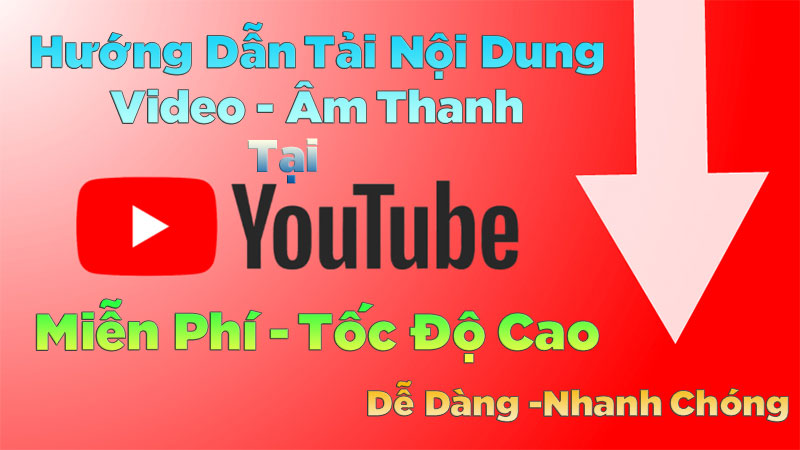 Hướng Dẫn Tải Nội Dung
Video - Âm Thanh
Tại
YouTube
Miễn Phí - Tốc Độ Cao
Dễ Dàng -Nhanh Chóng